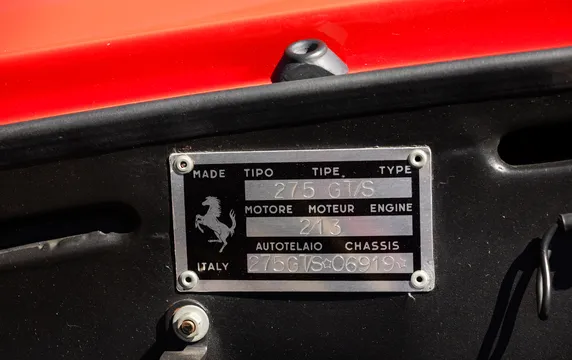 MADE TIPO TIPE TYPE
275 GT/S
MOTORE MOTEUR ENGINE
213
AUTOTELAIO CHASSIS
ITALY 275GT/S☆06919☆